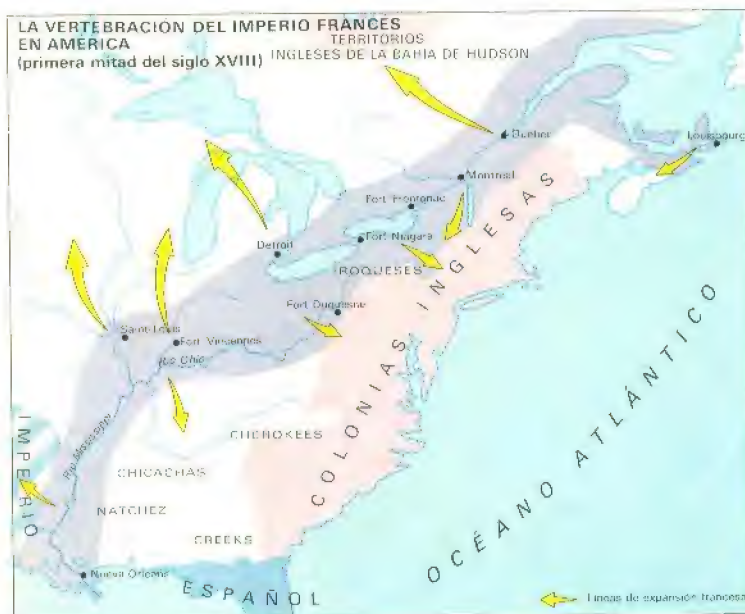 LA VERTEBRACION DEL IMPERIO FRANCES
EN AMERICA
(primera mitad del siglo XVIII)
TERRITORIOS
INGLESES DE LA BAHIA DE HUDSON
Quebec
Louisbourg
Montreal
Fort Frontenac
Fort Niagara
Detroit
IROQUESES
Fort Duquesne
Saint-Louis
Fort Vincennes
Río Ohio
COLONIAS INGLESAS
OCÉANO ATLÁNTICO
CHEROKEES
Río Mississippi
CHICACHAS
NATCHEZ
CREEKS
Nueva Orleans
IMPERIO
ESPAÑOL
Líneas de expansión francesa